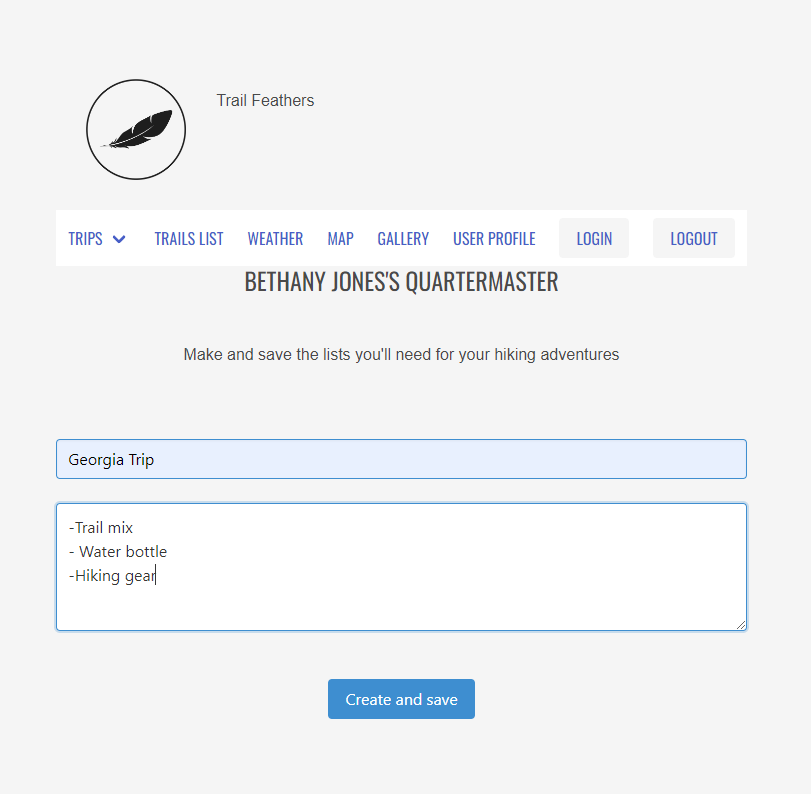 Trail Feathers
TRIPS TRAILS LIST WEATHER MAP GALLERY USER PROFILE LOGIN LOGOUT
BETHANY JONES'S QUARTERMASTER
Make and save the lists you'll need for your hiking adventures
Georgia Trip
-Trail mix
- Water bottle
-Hiking gear
Create and save